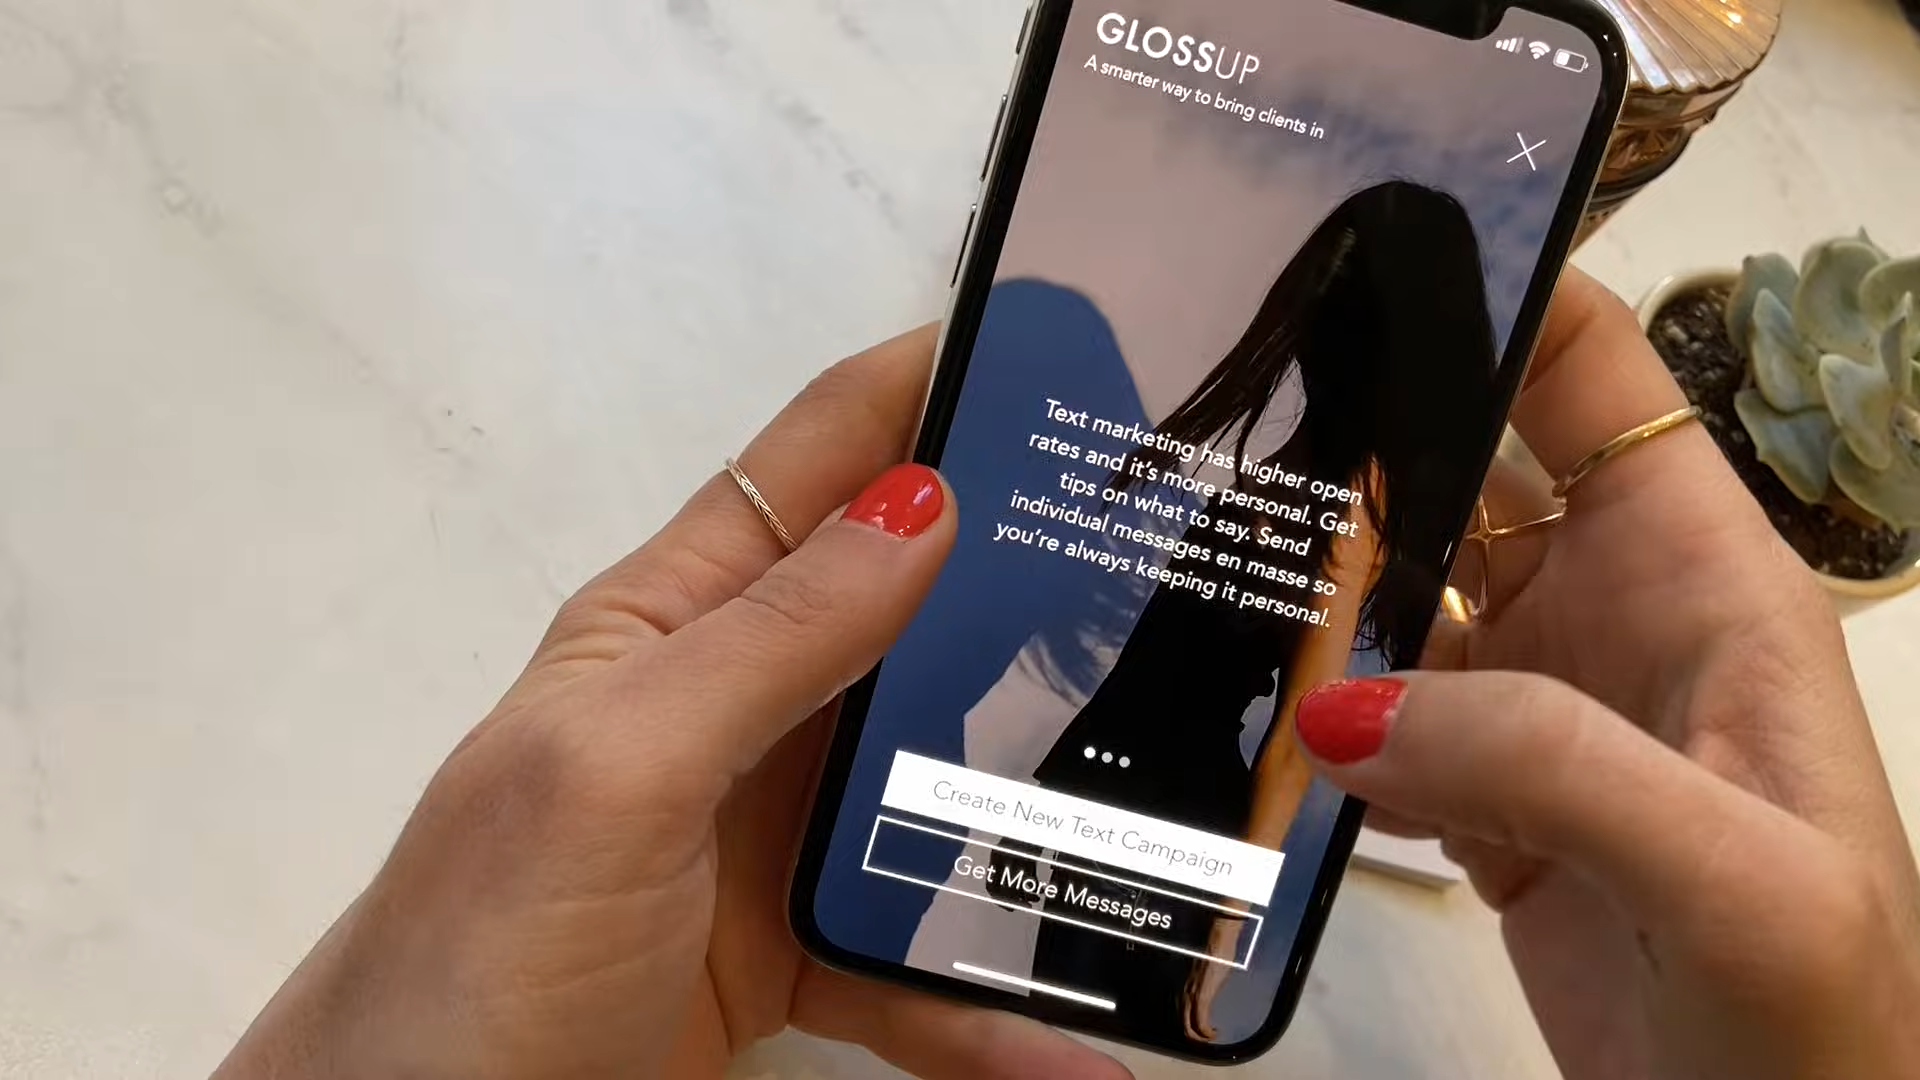 GLOSSUP
A smarter way to bring clients in
Text marketing has higher open
rates and it's more personal. Get
tips on what to say. Send
individual messages en masse so
you're always keeping it personal.
Create New Text Campaign
Get More Messages